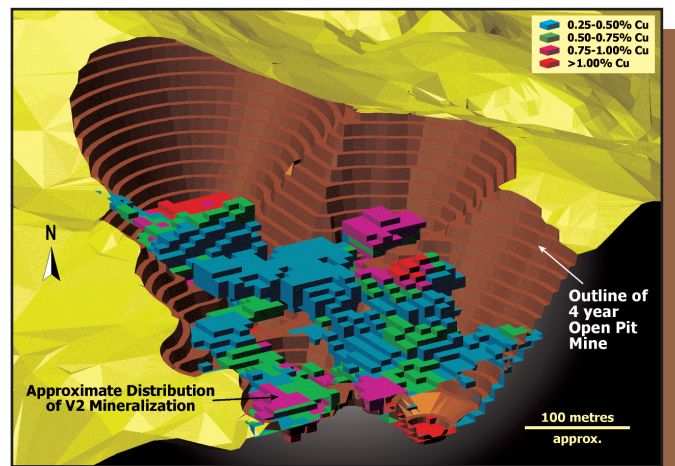 0.25-0.50% Cu
0.50-0.75% Cu
0.75-1.00% Cu
>1.00% Cu
N
Outline of
4 year
Open Pit
Mine
Approximate Distribution
of V2 Mineralization
100 metres
approx.